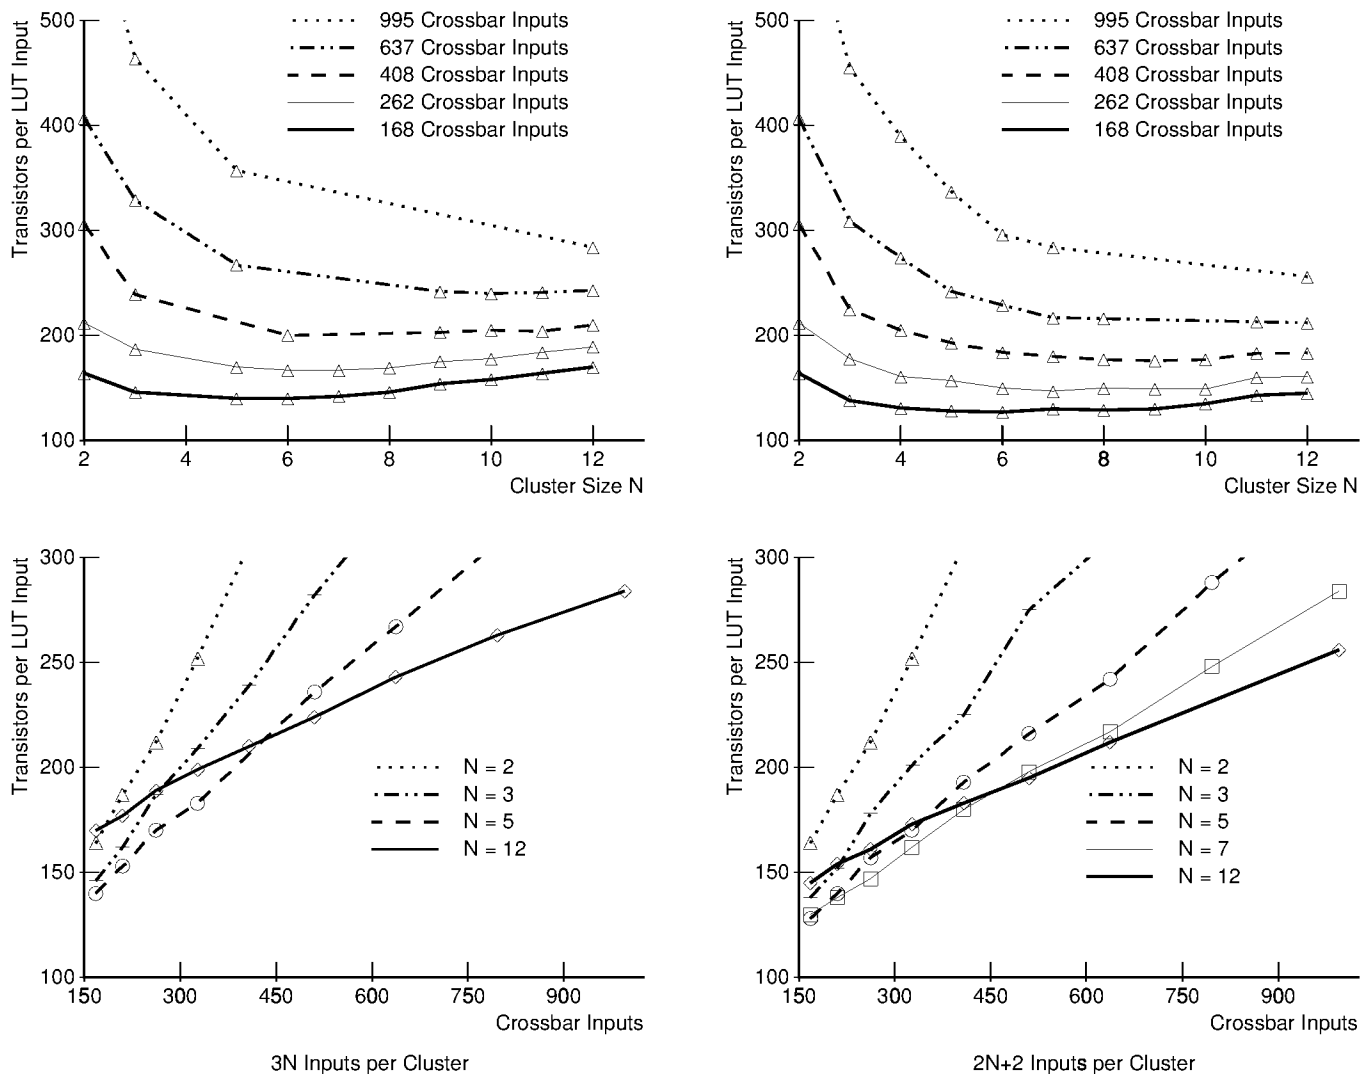 Transistors per LUT Input
500
400
300
200
100
995 Crossbar Inputs
637 Crossbar Inputs
408 Crossbar Inputs
262 Crossbar Inputs
168 Crossbar Inputs
2 4 6 8 10 12
Cluster Size N
Transistors per LUT Input
500
400
300
200
100
995 Crossbar Inputs
637 Crossbar Inputs
408 Crossbar Inputs
262 Crossbar Inputs
168 Crossbar Inputs
2 4 6 8 10 12
Cluster Size N
Transistors per LUT Input
300
250
200
150
100
N = 2
N = 3
N = 5
N = 12
150 300 450 600 750 900
Crossbar Inputs
3N Inputs per Cluster
Transistors per LUT Input
300
250
200
150
100
N = 2
N = 3
N = 5
N = 7
N = 12
150 300 450 600 750 900
Crossbar Inputs
2N+2 Inputs per Cluster